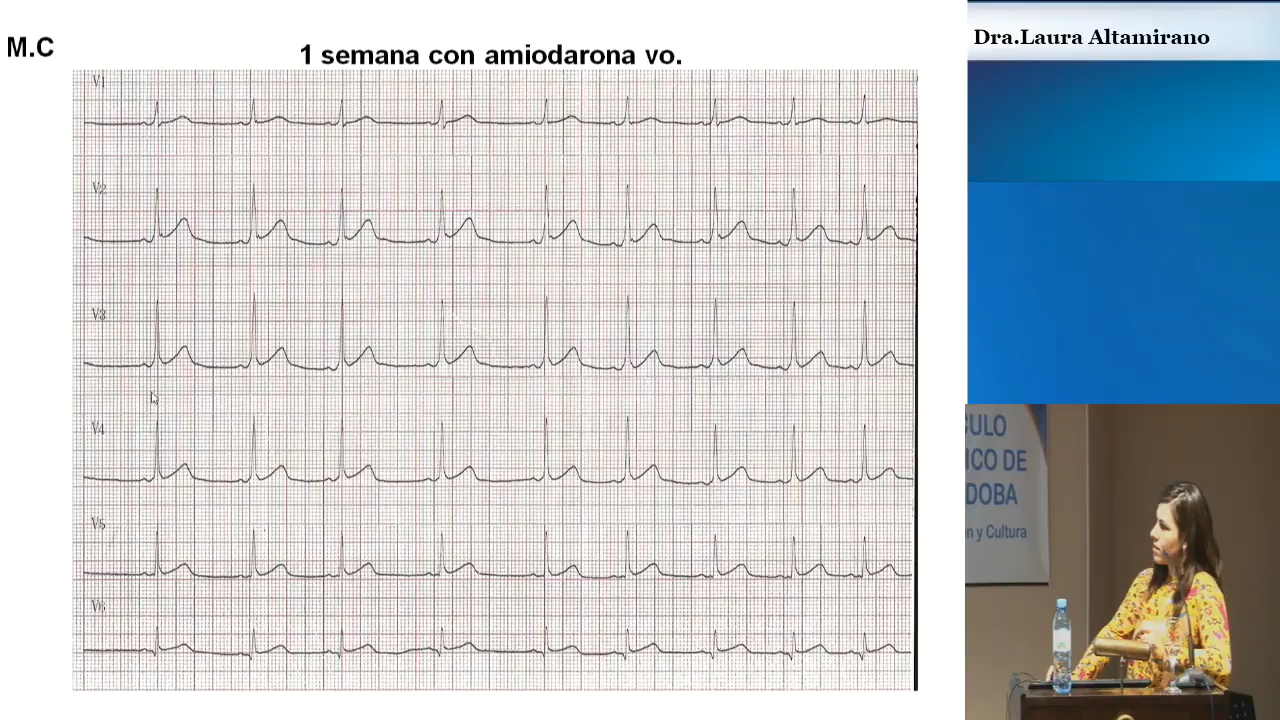 M.C
1 semana con amiodarona vo.
V1
V2
V3
V4
V5
V6
Dra.Laura Altamirano
CULO
ICO DE
DOBA
n y Cultura